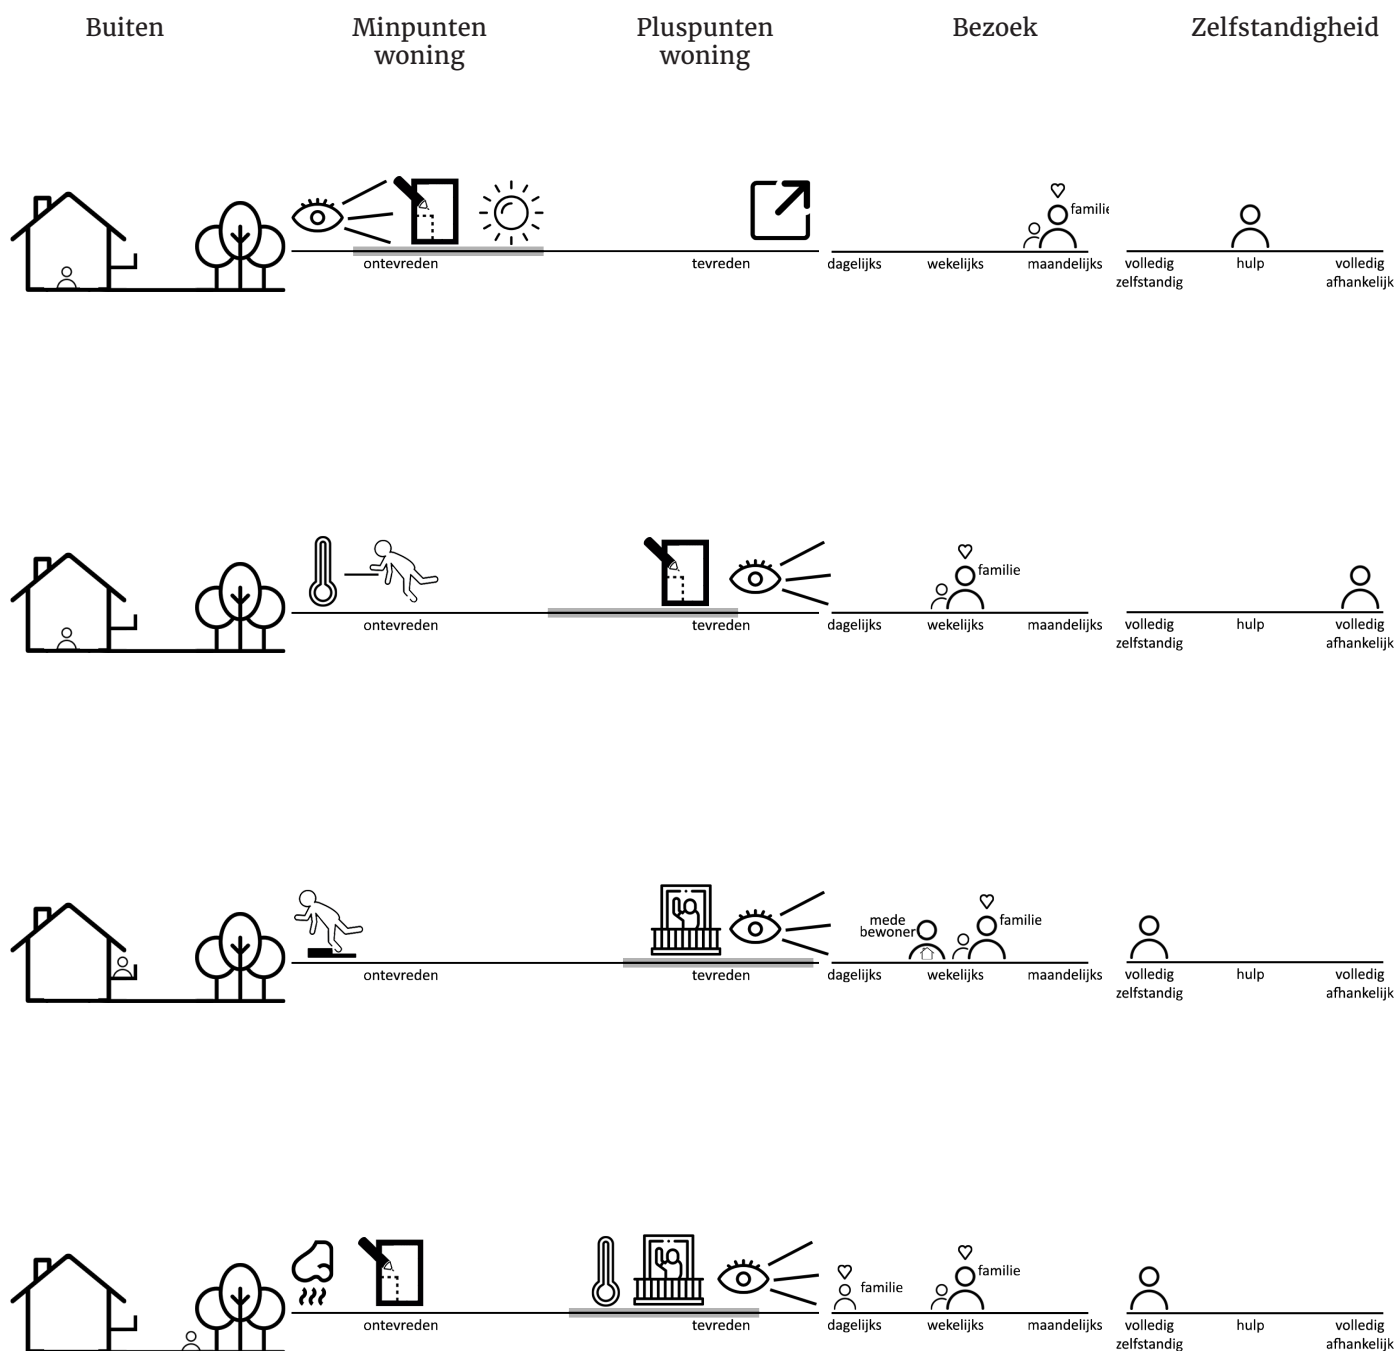 Buiten
Minpunten
woning
Pluspunten
woning
Bezoek
Zelfstandigheid
familie
ontevreden
tevreden
dagelijks
wekelijks
maandelijks
volledig
zelfstandig
hulp
volledig
afhankelijk
familie
ontevreden
tevreden
dagelijks
wekelijks
maandelijks
volledig
zelfstandig
hulp
volledig
afhankelijk
mede
bewoner
familie
ontevreden
tevreden
dagelijks
wekelijks
maandelijks
volledig
zelfstandig
hulp
volledig
afhankelijk
familie
familie
ontevreden
tevreden
dagelijks
wekelijks
maandelijks
volledig
zelfstandig
hulp
volledig
afhankelijk